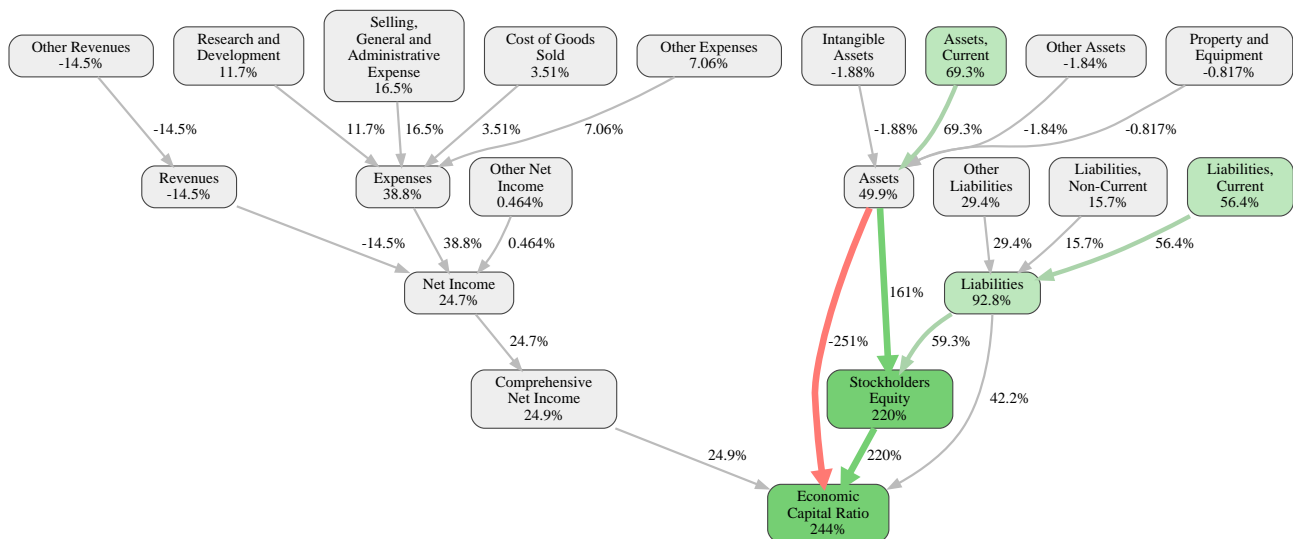 Other Revenues
-14.5%
Research and
Development
11.7%
Selling,
General and
Administrative
Expense
16.5%
Cost of Goods
Sold
3.51%
Other Expenses
7.06%
Intangible
Assets
-1.88%
Assets,
Current
69.3%
Other Assets
-1.84%
Property and
Equipment
-0.817%
-14.5%
11.7%
16.5%
3.51%
7.06%
-1.88%
69.3%
-1.84%
-0.817%
Revenues
-14.5%
Expenses
38.8%
Other Net
Income
0.464%
Assets
49.9%
Other
Liabilities
29.4%
Liabilities,
Non-Current
15.7%
Liabilities,
Current
56.4%
-14.5%
38.8%
0.464%
29.4%
15.7%
56.4%
Net Income
24.7%
161%
Liabilities
92.8%
24.7%
-251%
59.3%
Comprehensive
Net Income
24.9%
Stockholders
Equity
220%
42.2%
24.9%
220%
Economic
Capital Ratio
244%